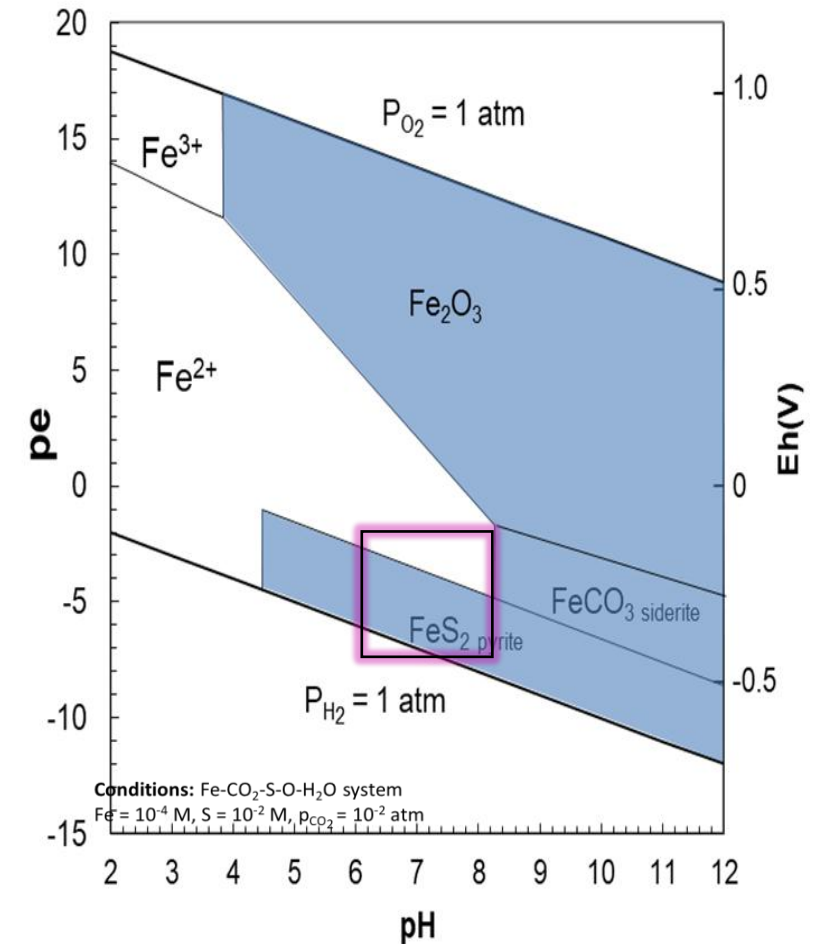 20
15
10
5
0
-5
-10
-15
pe
P_O2 = 1 atm
Fe3+
Fe2O3
Fe2+
FeCO3 siderite
FeS2 pyrite
P_H2 = 1 atm
1.0
0.5
0
-0.5
Eh(V)
Conditions: Fe-CO2-S-O-H2O system
Fe = 10-4 M, S = 10-2 M, pCO2 = 10-2 atm
2 3 4 5 6 7 8 9 10 11 12
pH